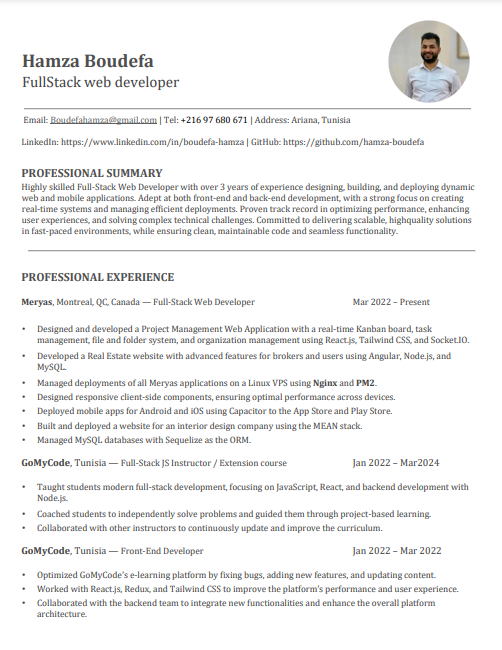 Hamza Boudefa
FullStack web developer
Email: Boudefahamza@gmail.com | Tel: +216 97 680 671 | Address: Ariana, Tunisia
LinkedIn: https://www.linkedin.com/in/boudefa-hamza | GitHub: https://github.com/hamza-boudefa
PROFESSIONAL SUMMARY
Highly skilled Full-Stack Web Developer with over 3 years of experience designing, building, and deploying dynamic
web and mobile applications. Adept at both front-end and back-end development, with a strong focus on creating
real-time systems and managing efficient deployments. Proven track record in optimizing performance, enhancing
user experiences, and solving complex technical challenges. Committed to delivering scalable, highquality solutions
in fast-paced environments, while ensuring clean, maintainable code and seamless functionality.
PROFESSIONAL EXPERIENCE
Meryas, Montreal, QC, Canada — Full-Stack Web Developer Mar 2022 – Present
• Designed and developed a Project Management Web Application with a real-time Kanban board, task
management, file and folder system, and organization management using React.js, Tailwind CSS, and Socket.IO.
• Developed a Real Estate website with advanced features for brokers and users using Angular, Node.js, and
MySQL.
• Managed deployments of all Meryas applications on a Linux VPS using Nginx and PM2.
• Designed responsive client-side components, ensuring optimal performance across devices.
• Deployed mobile apps for Android and iOS using Capacitor to the App Store and Play Store.
• Built and deployed a website for an interior design company using the MEAN stack.
• Managed MySQL databases with Sequelize as the ORM.
GoMyCode, Tunisia — Full-Stack JS Instructor / Extension course Jan 2022 – Mar2024
• Taught students modern full-stack development, focusing on JavaScript, React, and backend development with
Node.js.
• Coached students to independently solve problems and guided them through project-based learning.
• Collaborated with other instructors to continuously update and improve the curriculum.
GoMyCode, Tunisia — Front-End Developer Jan 2022 – Mar 2022
• Optimized GoMyCode's e-learning platform by fixing bugs, adding new features, and updating content.
• Worked with React.js, Redux, and Tailwind CSS to improve the platform's performance and user experience.
• Collaborated with the backend team to integrate new functionalities and enhance the overall platform
architecture.